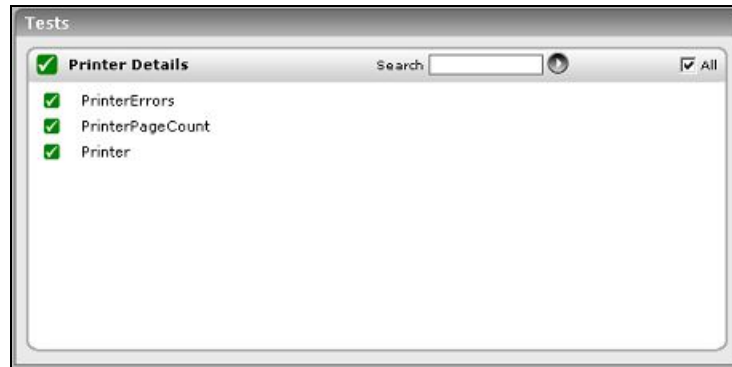 Tests
Printer Details Search All
PrinterErrors
PrinterPageCount
Printer